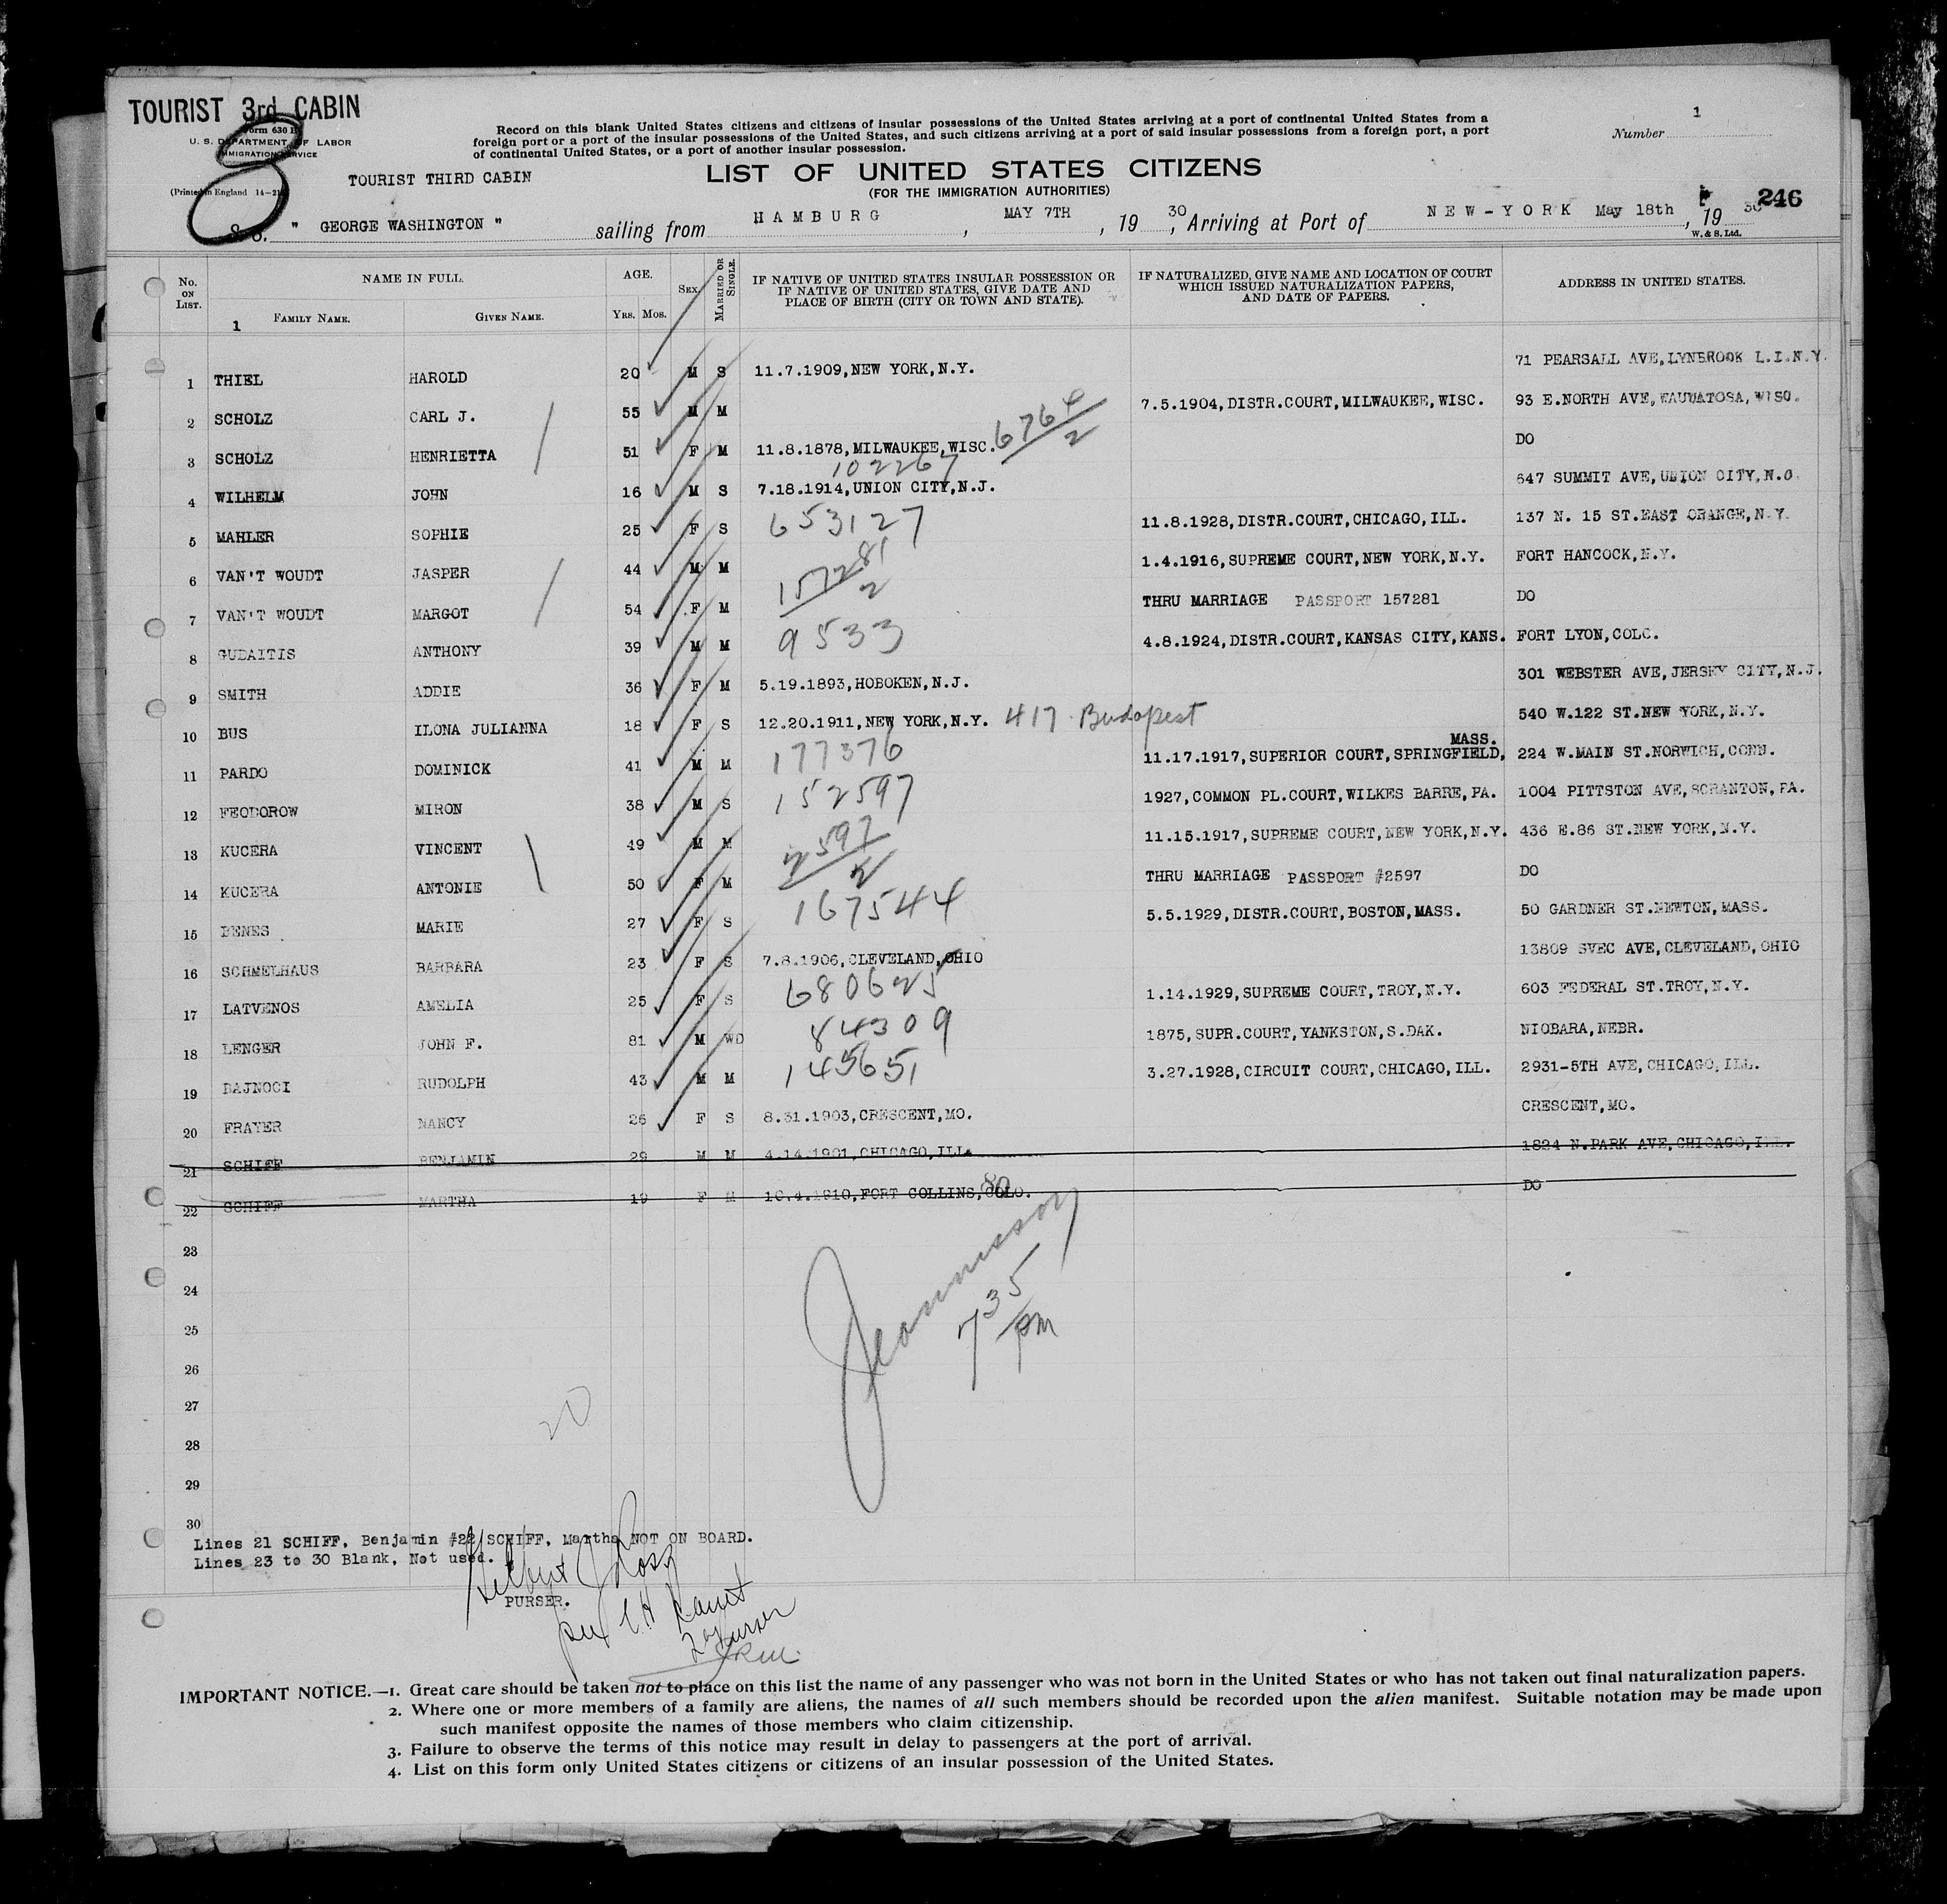 TOURIST 3rd CABIN
Form 630
U. S. DEPARTMENT OF LABOR
IMMIGRATION SERVICE
(Printed in England 14-21)
Record on this blank United States citizens and citizens of insular possessions of the United States arriving at a port of continental United States from a
foreign port or a port of the insular possessions of the United States, and such citizens arriving at a port of said insular possessions from a foreign port, a port
of continental United States, or a port of another insular possession.
Number 1
TOURIST THIRD CABIN
LIST OF UNITED STATES CITIZENS
(FOR THE IMMIGRATION AUTHORITIES)
246
S. S. " GEORGE WASHINGTON " sailing from HAMBURG, MAY 7TH, 19 30, Arriving at Port of NEW-YORK May 18th, 19 30
W. & S. Ltd.
No. ON LIST. NAME IN FULL. AGE. SEX. MARRIED OR SINGLE. IF NATIVE OF UNITED STATES INSULAR POSSESSION OR IF NATIVE OF UNITED STATES, GIVE DATE AND PLACE OF BIRTH (CITY OR TOWN AND STATE). IF NATURALIZED, GIVE NAME AND LOCATION OF COURT WHICH ISSUED NATURALIZATION PAPERS, AND DATE OF PAPERS. ADDRESS IN UNITED STATES.
1 FAMILY NAME. GIVEN NAME. YRS. MOS.
1 THIEL HAROLD 20 M S 11.7.1909,NEW YORK,N.Y. 71 PEARSALL AVE,LYNBROOK L.I.N.Y.
2 SCHOLZ CARL J. 55 M M 7.5.1904,DISTR.COURT,MILWAUKEE,WISC. 93 E.NORTH AVE,WAUWATOSA,WISC.
3 SCHOLZ HENRIETTA 51 F M 11.8.1878,MILWAUKEE,WISC. 6764/2 DO
102267
4 WILHELM JOHN 16 M S 7.18.1914,UNION CITY,N.J. 647 SUMMIT AVE,UNION CITY,N.J.
5 MAHLER SOPHIE 25 F S 653127 11.8.1928,DISTR.COURT,CHICAGO,ILL. 137 N. 15 ST.EAST ORANGE,N.Y.
6 VAN'T WOUDT JASPER 44 M M 157281/2 1.4.1916,SUPREME COURT,NEW YORK,N.Y. FORT HANCOCK,N.Y.
7 VAN'T WOUDT MARGOT 54 F M THRU MARRIAGE PASSPORT 157281 DO
8 GUDAITIS ANTHONY 39 M M 9533 4.8.1924,DISTR.COURT,KANSAS CITY,KANS. FORT LYON,COLO.
9 SMITH ADDIE 36 F M 5.19.1893,HOBOKEN,N.J. 301 WEBSTER AVE,JERSEY CITY,N.J.
10 BUS ILONA JULIANNA 18 F S 12.20.1911,NEW YORK,N.Y. 417 Budapest 540 W.122 ST.NEW YORK,N.Y.
11 PARDO DOMINICK 41 M M 177376 11.17.1917,SUPERIOR COURT,SPRINGFIELD, MASS. 224 W.MAIN ST.NORWICH,CONN.
12 FEODOROW MIRON 38 M S 152597 1927,COMMON PL.COURT,WILKES BARRE,PA. 1004 PITTSTON AVE,SCRANTON,PA.
13 KUCERA VINCENT 49 M M 2597/2 11.15.1917,SUPREME COURT,NEW YORK,N.Y. 436 E.86 ST.NEW YORK,N.Y.
14 KUCERA ANTONIE 50 F M THRU MARRIAGE PASSPORT #2597 DO
15 BENES MARIE 27 F S 167544 5.5.1929,DISTR.COURT,BOSTON,MASS. 50 GARDNER ST.NEWTON,MASS.
16 SCHMELHAUS BARBARA 23 F S 7.8.1906,CLEVELAND,OHIO 13809 SVEC AVE,CLEVELAND,OHIO
17 LATVENOS AMELIA 25 F S 680625 1.14.1929,SUPREME COURT,TROY,N.Y. 603 FEDERAL ST.TROY,N.Y.
18 LENGER JOHN F. 81 M WD 84309 1875,SUPR.COURT,YANKSTON,S.DAK. NIOBARA,NEBR.
19 DAJNOCI RUDOLPH 43 M M 145651 3.27.1928,CIRCUIT COURT,CHICAGO,ILL. 2931-5TH AVE,CHICAGO,ILL.
20 FRAYER NANCY 26 F S 8.31.1903,CRESCENT,MO. CRESCENT,MO.
21 SCHIFF BENJAMIN 29 M M 4.14.1901,CHICAGO,ILL. 1824 N.PARK AVE,CHICAGO,ILL.
22 SCHIFF MARTHA 19 F M 10.4.1910,FORT COLLINS,COLO. DO
80
23
24
25
7 35 PM
26
27
20
28
29
30
Lines 21 SCHIFF, Benjamin #22 SCHIFF, Martha NOT ON BOARD.
Lines 23 to 30 Blank, Not used.
PURSER.
IMPORTANT NOTICE.—1. Great care should be taken not to place on this list the name of any passenger who was not born in the United States or who has not taken out final naturalization papers.
2. Where one or more members of a family are aliens, the names of all such members should be recorded upon the alien manifest. Suitable notation may be made upon
such manifest opposite the names of those members who claim citizenship.
3. Failure to observe the terms of this notice may result in delay to passengers at the port of arrival.
4. List on this form only United States citizens or citizens of an insular possession of the United States.